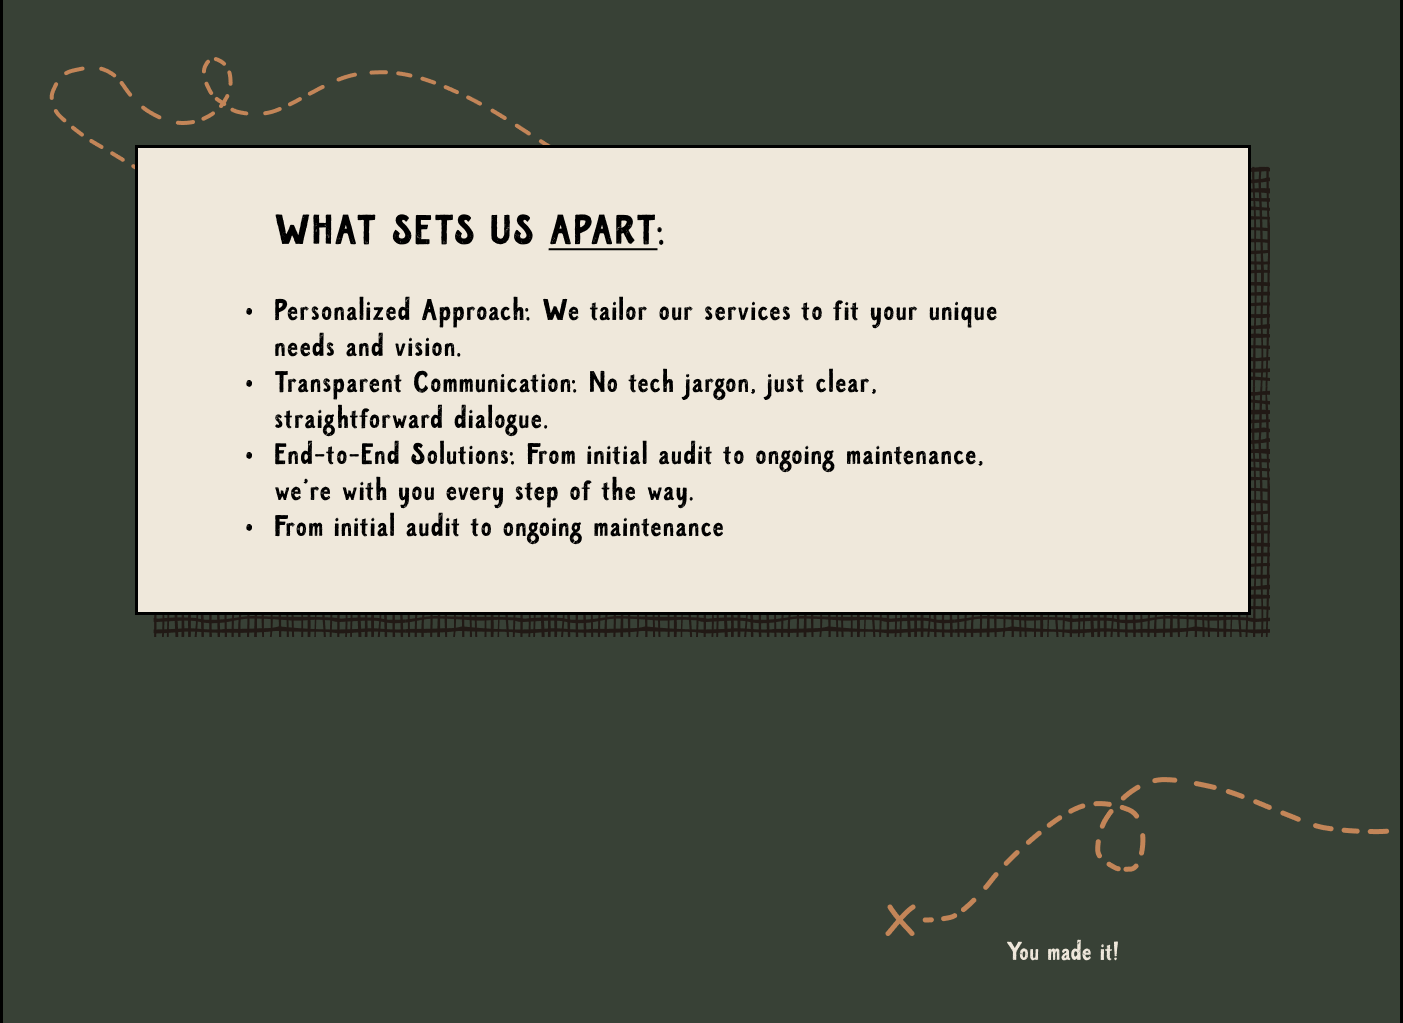 WHAT SETS US APART:
• Personalized Approach: We tailor our services to fit your unique
needs and vision.
• Transparent Communication: No tech jargon, just clear,
straightforward dialogue.
• End-to-End Solutions: From initial audit to ongoing maintenance,
we're with you every step of the way.
• From initial audit to ongoing maintenance
You made it!